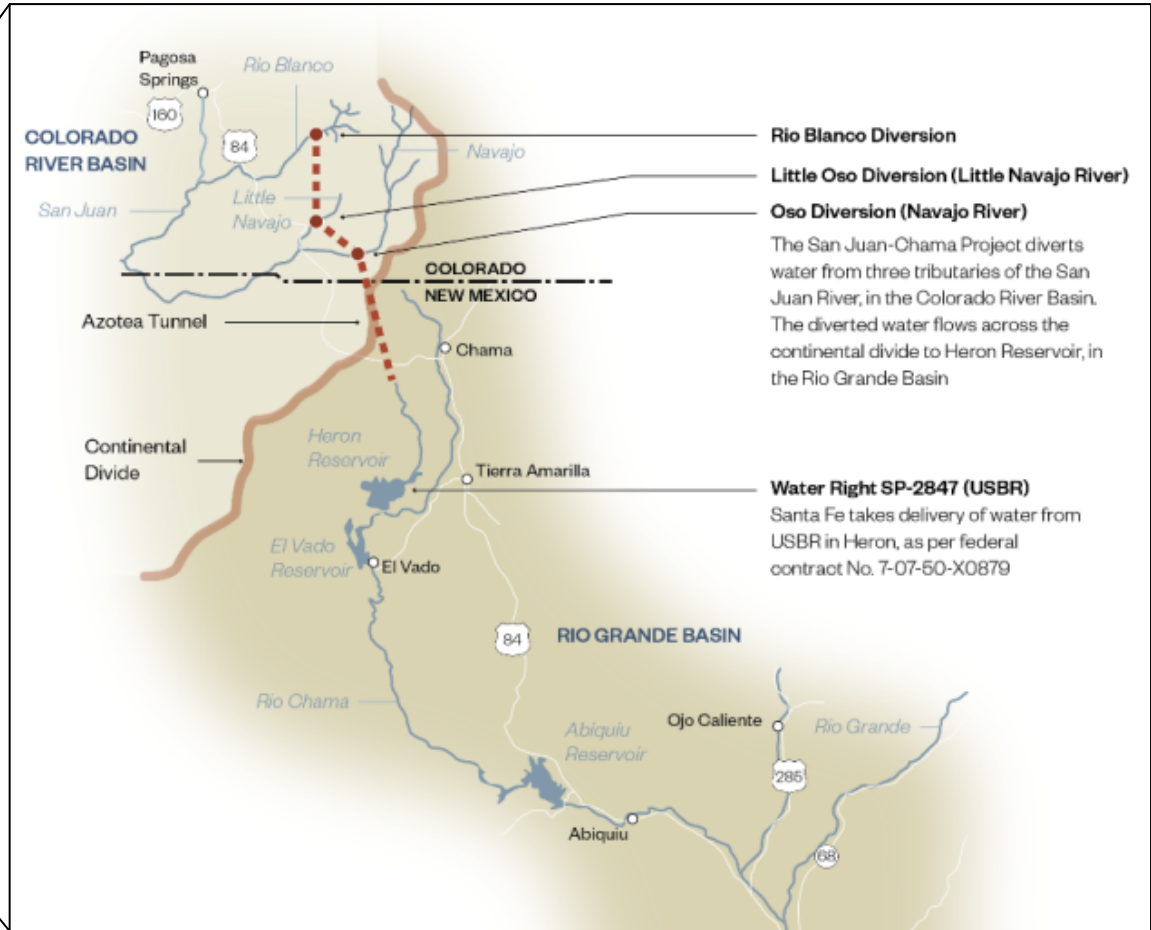 Pagosa
Springs
Rio Blanco
160
COLORADO
RIVER BASIN
84
Navajo
Rio Blanco Diversion
Little Oso Diversion (Little Navajo River)
San Juan
Little
Navajo
Oso Diversion (Navajo River)
The San Juan-Chama Project diverts
water from three tributaries of the San
Juan River, in the Colorado River Basin.
The diverted water flows across the
continental divide to Heron Reservoir, in
the Rio Grande Basin
COLORADO
NEW MEXICO
Azotea Tunnel
Chama
Continental
Divide
Heron
Reservoir
Tierra Amarilla
Water Right SP-2847 (USBR)
Santa Fe takes delivery of water from
USBR in Heron, as per federal
contract No. 7-07-50-X0879
El Vado
Reservoir
El Vado
84
RIO GRANDE BASIN
Rio Chama
Abiquiu
Reservoir
Ojo Caliente
Rio Grande
285
Abiquiu
68